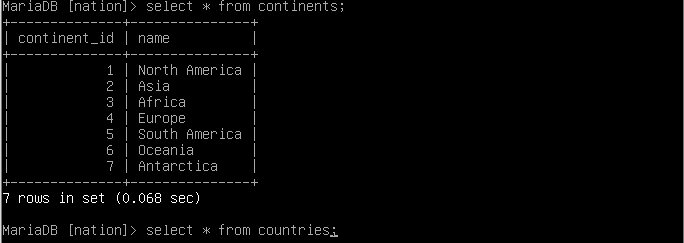 MariaDB [nation]> select * from continents;
+--------------+---------------+
| continent_id | name          |
+--------------+---------------+
|            1 | North America |
|            2 | Asia          |
|            3 | Africa        |
|            4 | Europe        |
|            5 | South America |
|            6 | Oceania       |
|            7 | Antarctica    |
+--------------+---------------+
7 rows in set (0.068 sec)
MariaDB [nation]> select * from countries;